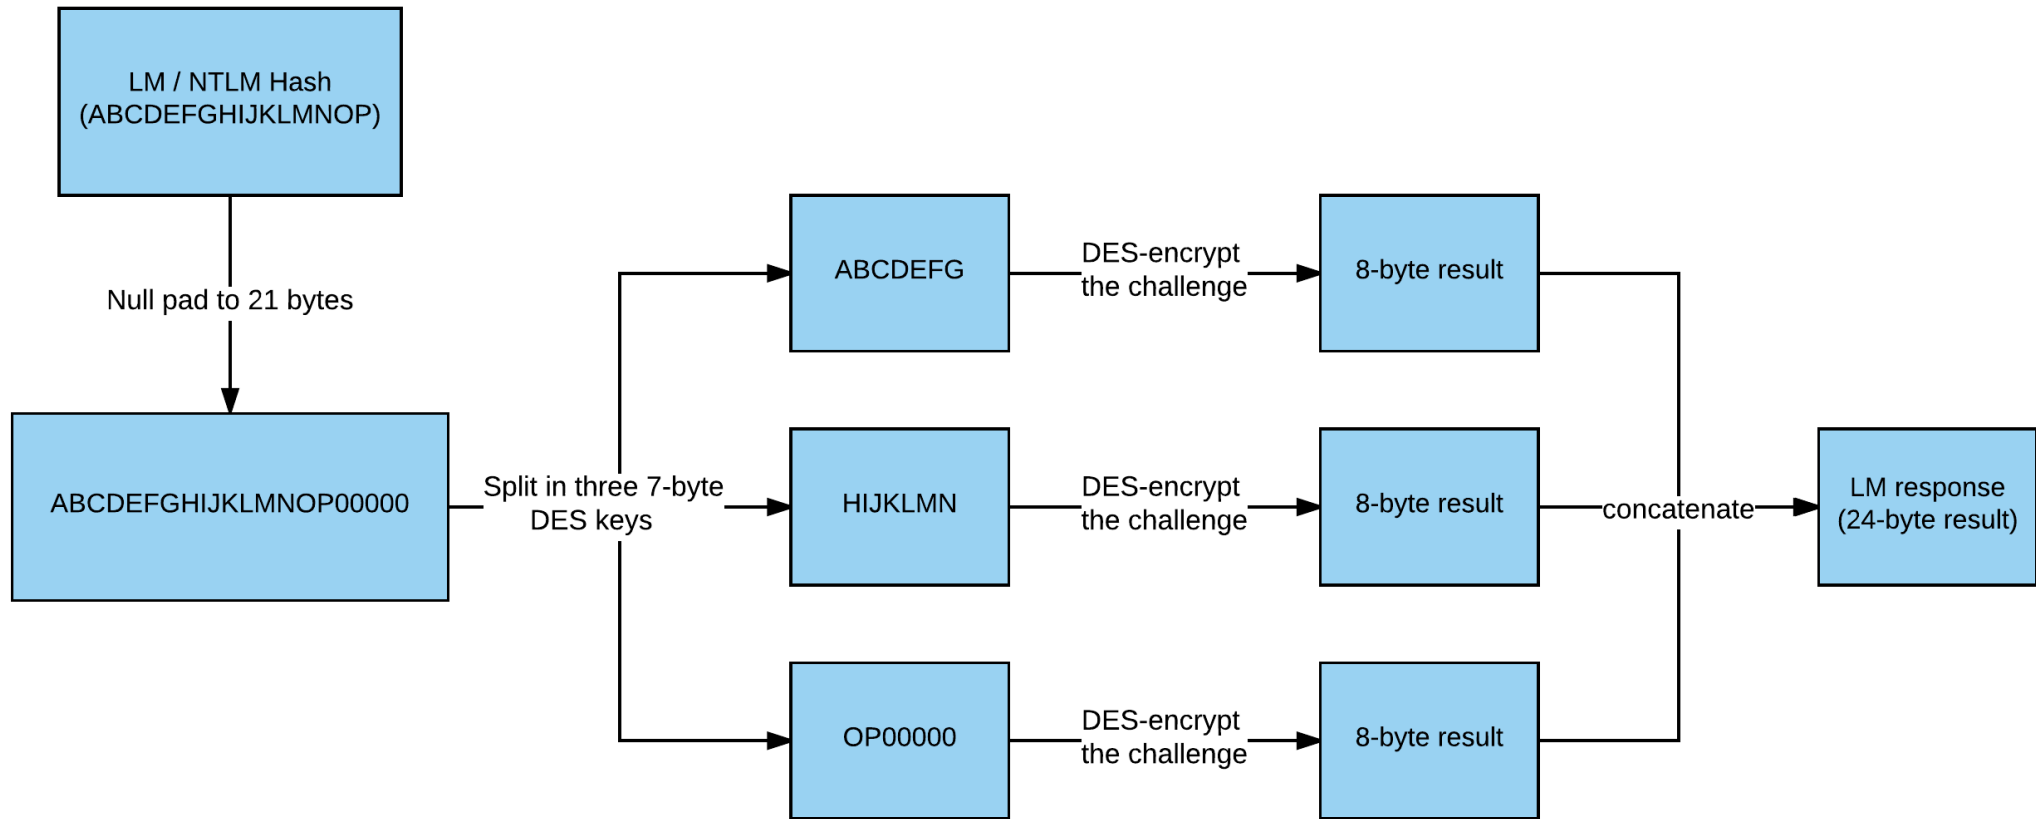 LM / NTLM Hash
(ABCDEFGHIJKLMNOP)
Null pad to 21 bytes
ABCDEFGHIJKLMNOP00000
Split in three 7-byte
DES keys
ABCDEFG
DES-encrypt
the challenge
8-byte result
HIJKLMN
DES-encrypt
the challenge
8-byte result
OP00000
DES-encrypt
the challenge
8-byte result
concatenate
LM response
(24-byte result)